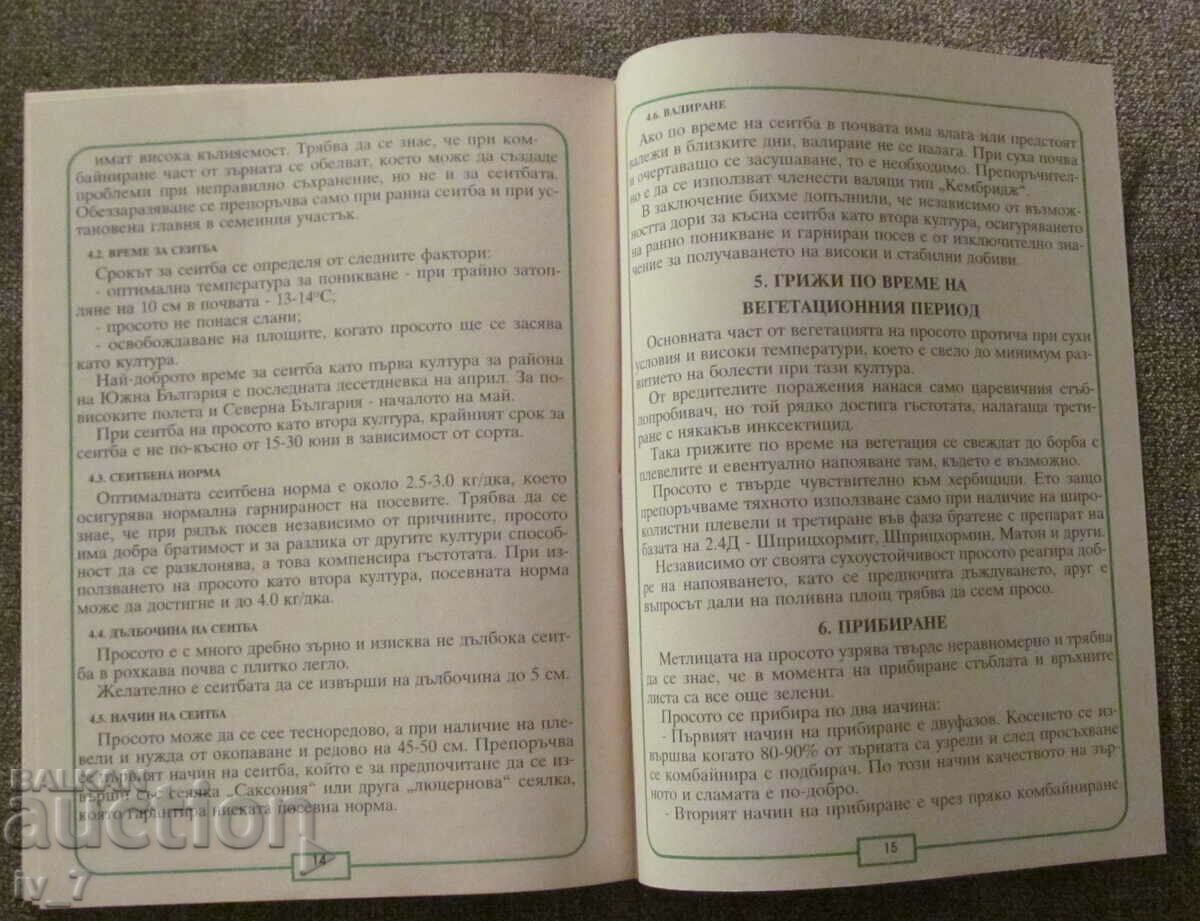 имат висока кълняемост. Трябва да се знае, че при ком-
байниране част от зърната се обелват, което може да създаде
проблеми при неправилно съхранение, но не и за сеитбата.
Обеззаразяване се препоръчва само при ранна сеитба и при ус-
тановена главня в семенния участък.
4.2. ВРЕМЕ ЗА СЕИТБА
Срокът за сеитба се определя от следните фактори:
- оптимална температура за поникване - при трайно затоп-
ляне на 10 см в почвата - 13-14°С;
- просото не понася слани;
- освобождаване на площите, когато просото ще се засява
като култура.
Най-доброто време за сеитба като първа култура за района
на Южна България е последната десетдневка на април. За по-
високите полета и Северна България - началото на май.
При сеитба на просото като втора култура, крайният срок за
сеитба е не по-късно от 15-30 юни в зависимост от сорта.
4.3. СЕИТБЕНА НОРМА
Оптималната сеитбена норма е около 2.5-3.0 кг/дка, което
осигурява нормална гарнираност на посевите. Трябва да се
знае, че при рядък посев независимо от причините, просото
има добра братимост и за разлика от другите култури способ-
ност да се разклонява, а това компенсира гъстотата. При из-
ползването на просото като втора култура, посевната норма
може да достигне и до 4.0 кг/дка.
4.4. ДЪЛБОЧИНА НА СЕИТБА
Просото е с много дребно зърно и изисква не дълбока сеит-
ба в рохкава почва с плитко легло.
Желателно е сеитбата да се извърши на дълбочина до 5 см.
4.5. НАЧИН НА СЕИТБА
Просото може да се сее тесноредово, а при наличие на пле-
вели и нужда от окопаване и редово на 45-50 см. Препоръчва
се първият начин на сеитба, който е за предпочитане да се из-
върши със сеялка „Саксония“ или друга „люцернова“ сеялка,
която гарантира ниската посевна норма.
14
4.6. ВАЛИРАНЕ
Ако по време на сеитба в почвата има влага или предстоят
валежи в близките дни, валиране не се налага. При суха почва
и очертаващо се засушаване, то е необходимо. Препоръчител-
но е да се използват членести валяци тип „Кембридж“.
В заключение бихме допълнили, че независимо от възмож-
ността дори за късна сеитба като втора култура, осигуряването
на ранно поникване и гарниран посев е от изключително зна-
чение за получаването на високи и стабилни добиви.
5. ГРИЖИ ПО ВРЕМЕ НА
ВЕГЕТАЦИОННИЯ ПЕРИОД
Основната част от вегетацията на просото протича при сухи
условия и високи температури, което е свело до минимум раз-
витието на болести при тази култура.
От вредителите поражения нанася само царевичния стъб-
лопробивач, но той рядко достига гъстотата, налагаща трети-
ране с някакъв инксектицид.
Така грижите по време на вегетация се свеждат до борба с
плевелите и евентуално напояване там, където е възможно.
Просото е твърде чувствително към хербициди. Ето защо
препоръчваме тяхното използване само при наличие на широ-
колистни плевели и третиране във фаза братене с препарат на
базата на 2.4Д - Шприцхормит, Шприцхормин, Матон и други.
Независимо от своята сухоустойчивост просото реагира доб-
ре на напояването, като се предпочита дъждуването, друг е
въпросът дали на поливна площ трябва да сеем просо.
6. ПРИБИРАНЕ
Метлицата на просото узрява твърде неравномерно и трябва
да се знае, че в момента на прибиране стъблата и връхните
листа са все още зелени.
Просото се прибира по два начина:
- Първият начин на прибиране е двуфазов. Косенето се из-
вършва когато 80-90% от зърната са узрели и след просъхване
се комбайнира с подбирач. По този начин качеството на зър-
ното и сламата е по-добро.
- Вторият начин на прибиране е чрез пряко комбайниране
15
BALKAN
auction
iv_7